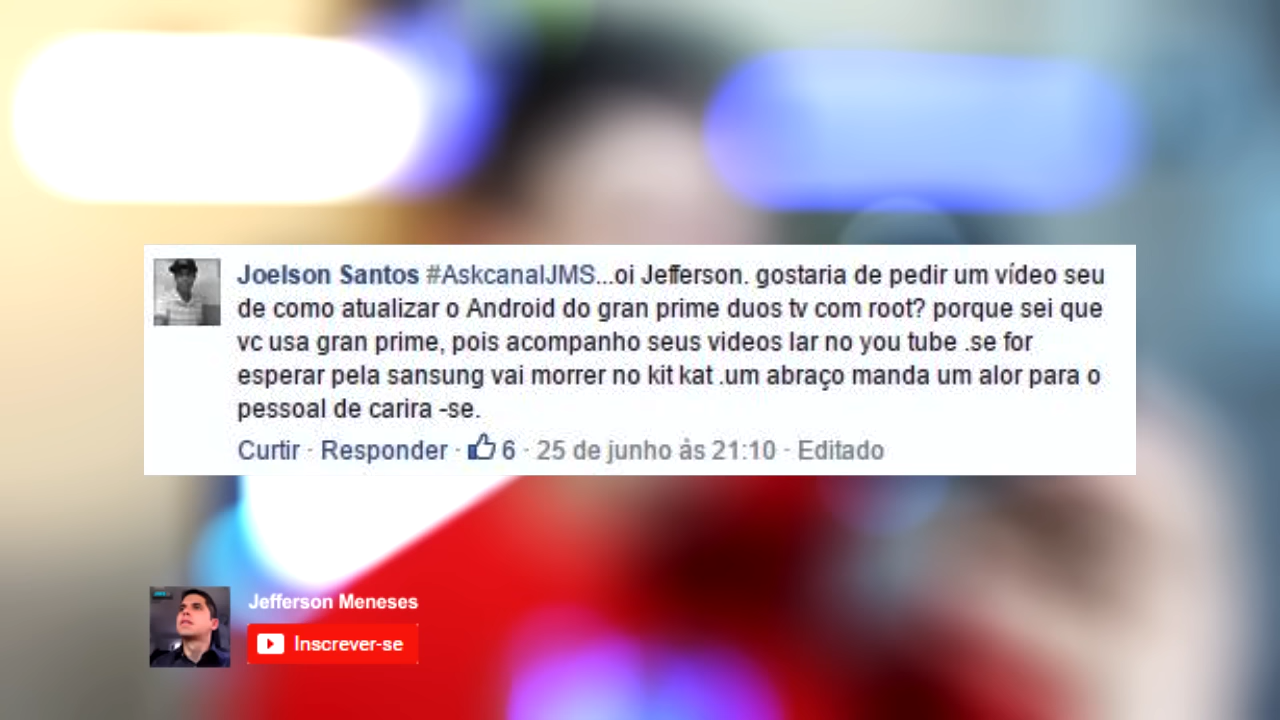 Joelson Santos #AskcanalJMS...oi Jefferson. gostaria de pedir um vídeo seu
de como atualizar o Android do gran prime duos tv com root? porque sei que
vc usa gran prime, pois acompanho seus videos lar no you tube .se for
esperar pela sansung vai morrer no kit kat .um abraço manda um alor para o
pessoal de carira -se.
Curtir · Responder · 6 · 25 de junho às 21:10 · Editado
Jefferson Meneses
Inscrever-se